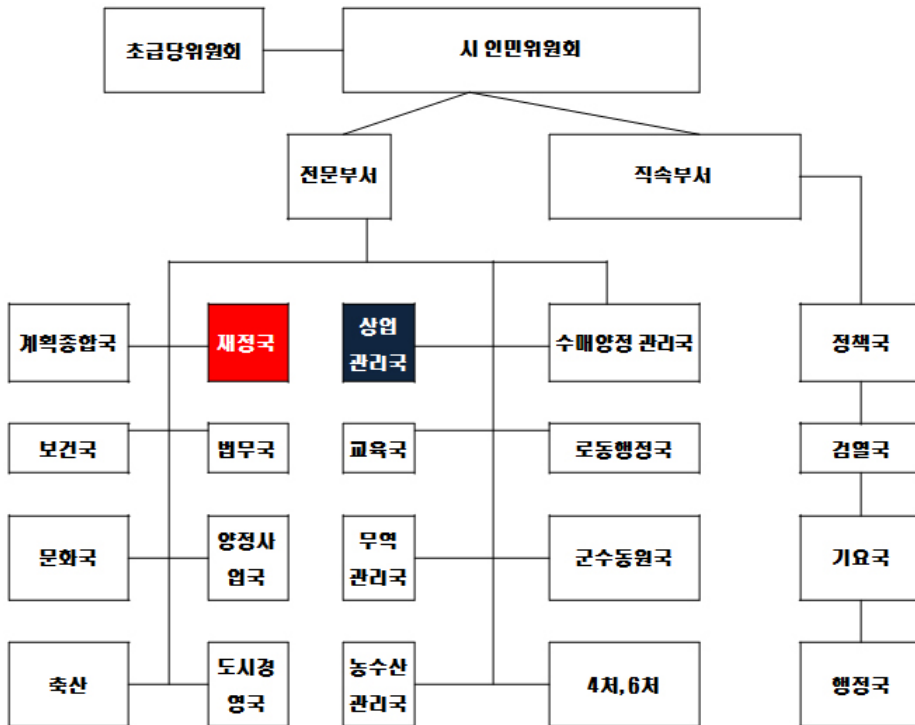 초급당위원회
시 인민위원회
전문부서
직속부서
계획종합국
재정국
상업
관리국
수매양정 관리국
정책국
보건국
법무국
교육국
로동행정국
검열국
문화국
양정사
업국
무역
관리국
군수동원국
기요국
축산
도시경
영국
농수산
관리국
4처,6처
행정국